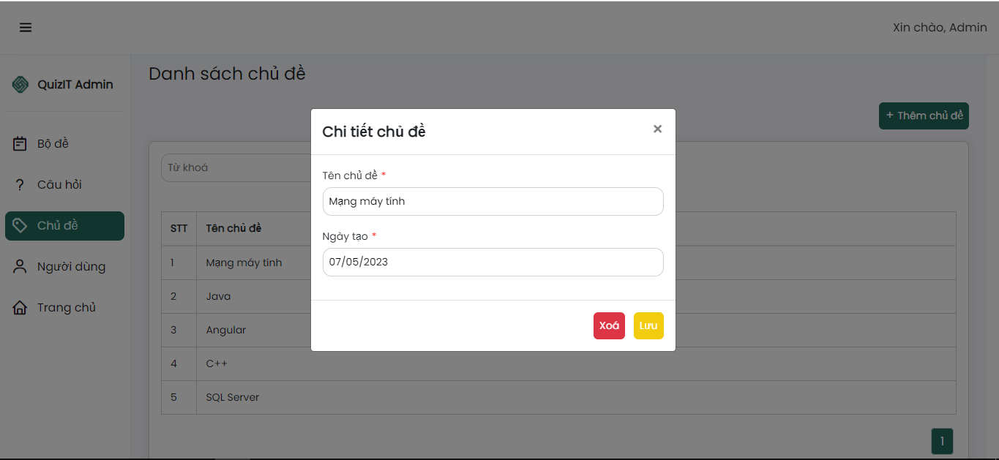 Xin chào, Admin
QuizIT Admin
Bộ đề
Câu hỏi
Chủ đề
Người dùng
Trang chủ
Danh sách chủ đề
+ Thêm chủ đề
Từ khoá
STT Tên chủ đề
1 Mạng máy tính
2 Java
3 Angular
4 C++
5 SQL Server
1
Chi tiết chủ đề ×
Tên chủ đề *
Mạng máy tính
Ngày tạo *
07/05/2023
Xoá Lưu